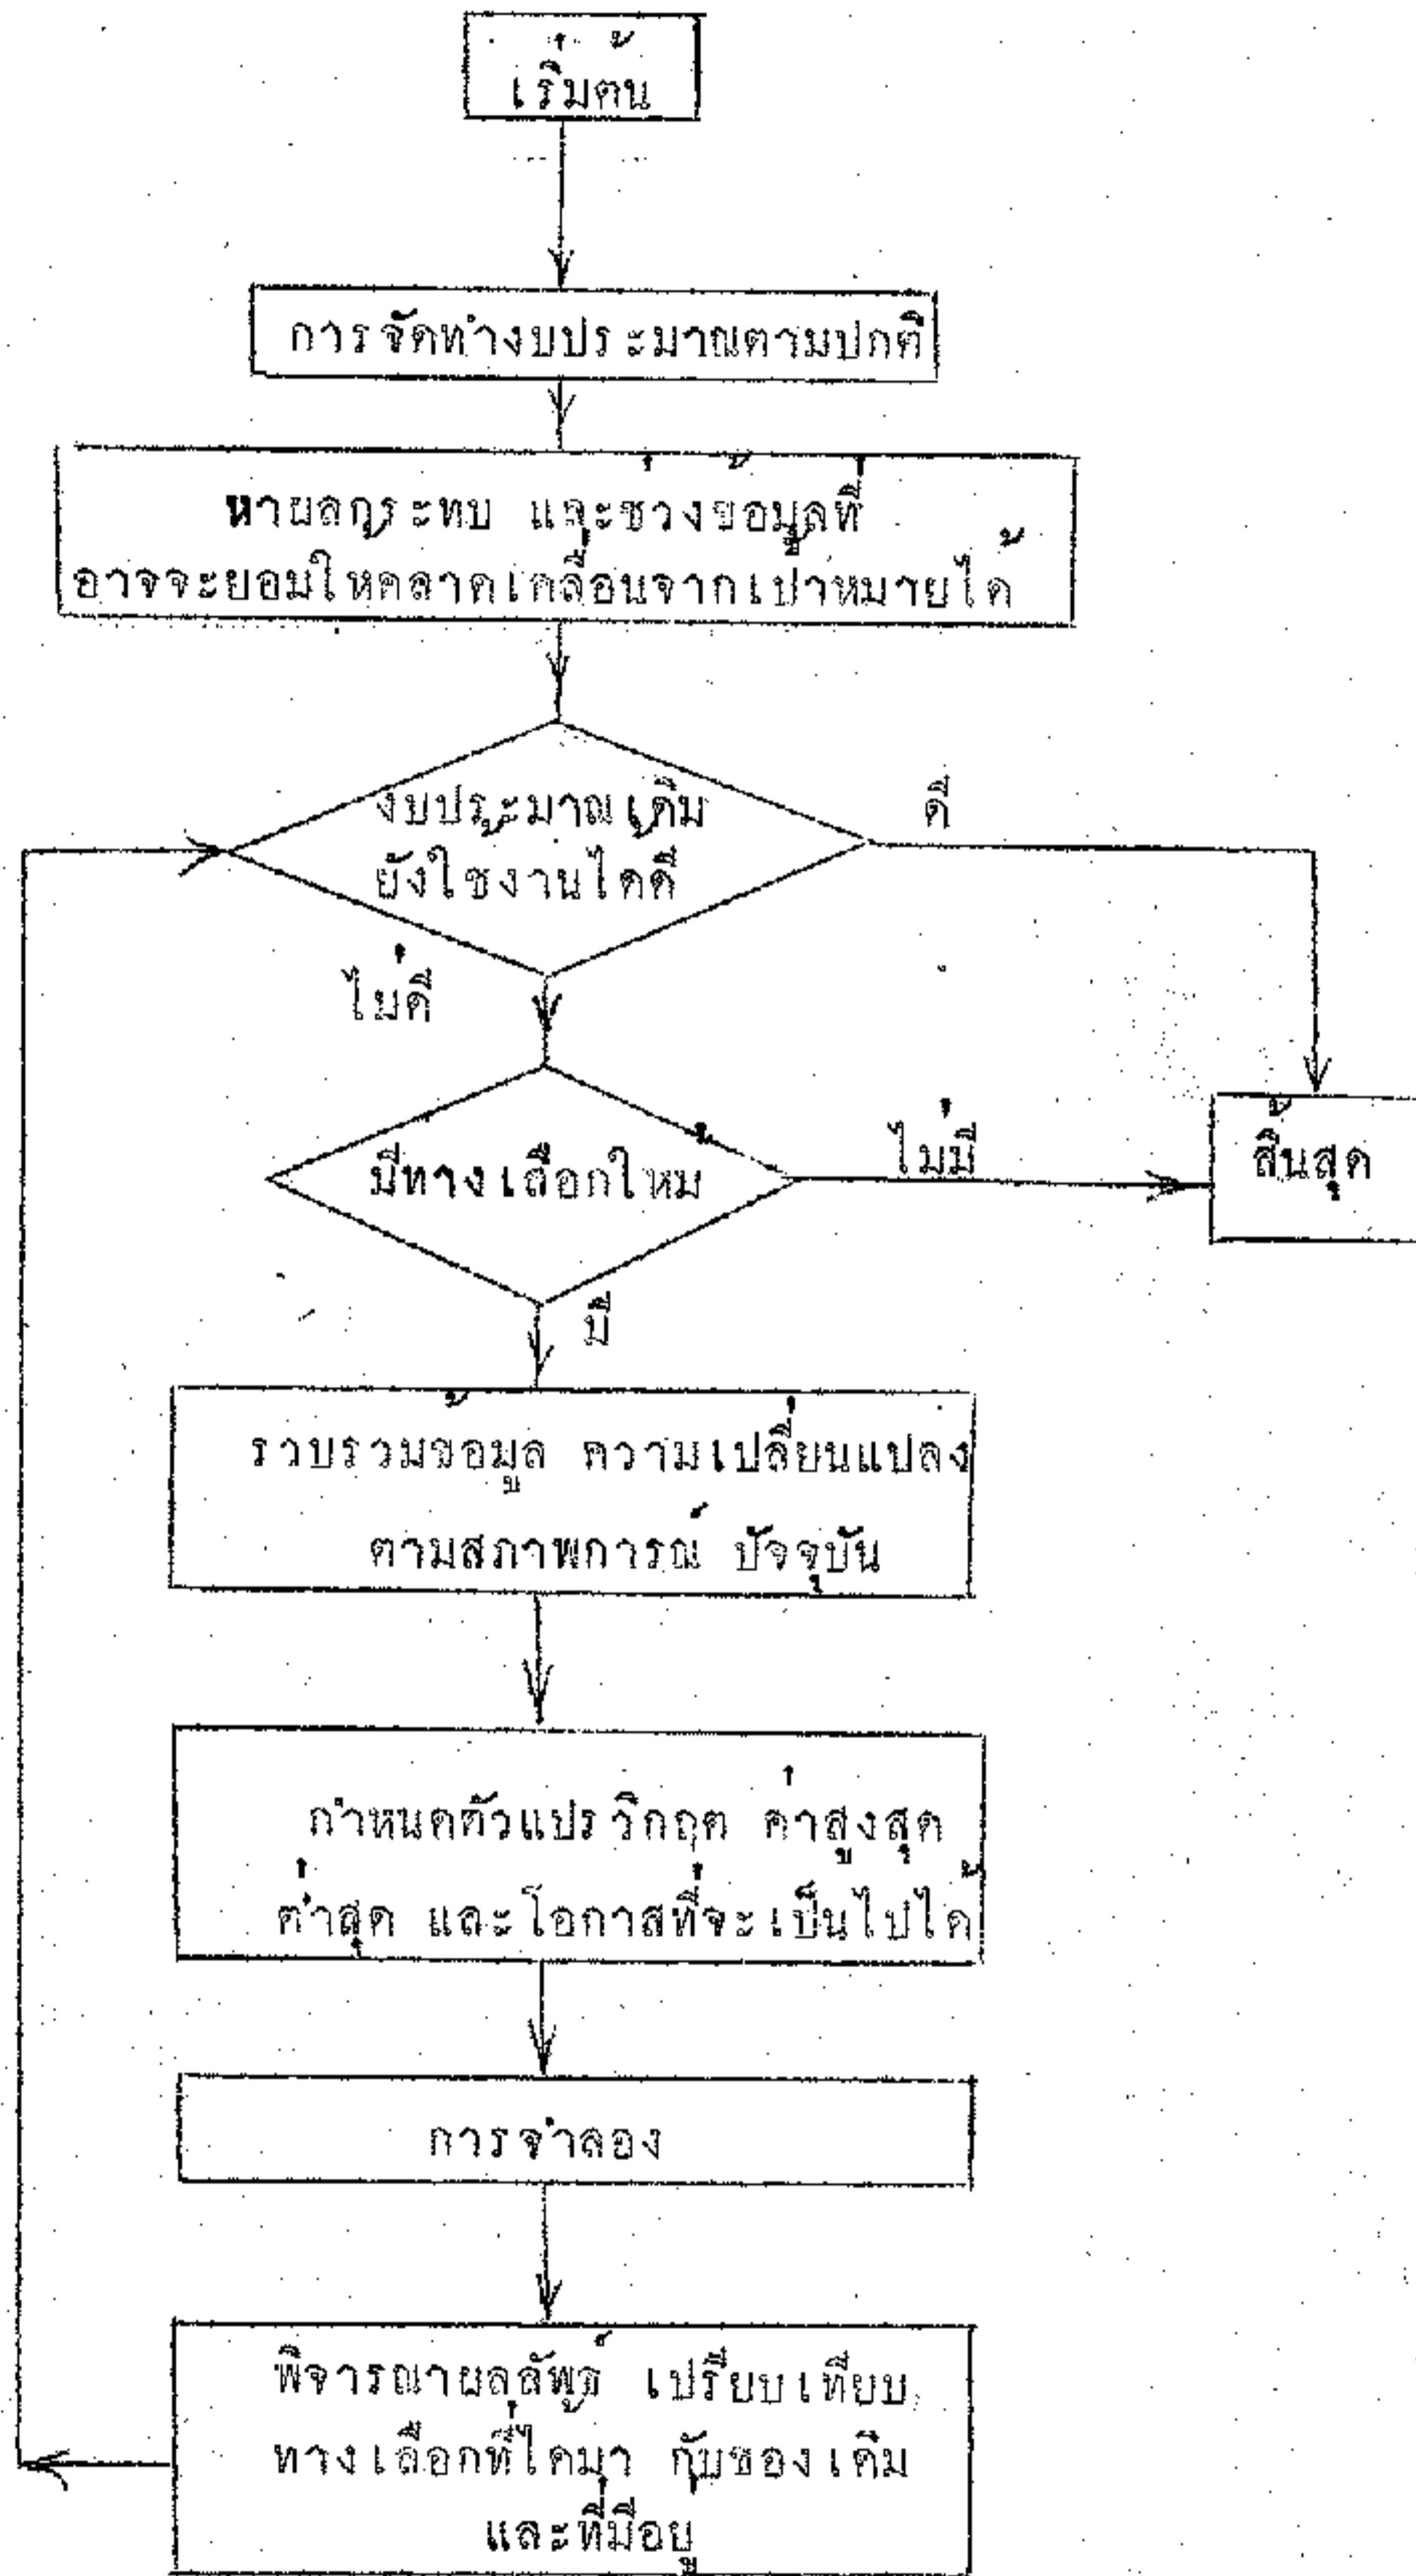 เริ่มต้น
การจัดทำงบประมาณตามปกติ
หาผลกระทบ และช่วงข้อมูลที่
อาจจะยอมให้คลาดเคลื่อนจากเป้าหมายได้
งบประมาณเดิม
ยังใช้งานได้ดี
ดี
ไม่ดี
มีทางเลือกใหม่
ไม่มี
สิ้นสุด
มี
รวบรวมข้อมูล ความเปลี่ยนแปลง
ตามสภาพการณ์ ปัจจุบัน
กำหนดตัวแปรวิกฤต ค่าสูงสุด
ต่ำสุด และโอกาสที่จะเป็นไปได้
การจำลอง
พิจารณาผลลัพธ์ เปรียบเทียบ
ทางเลือกที่ได้มา กับของเดิม
และที่มีอยู่